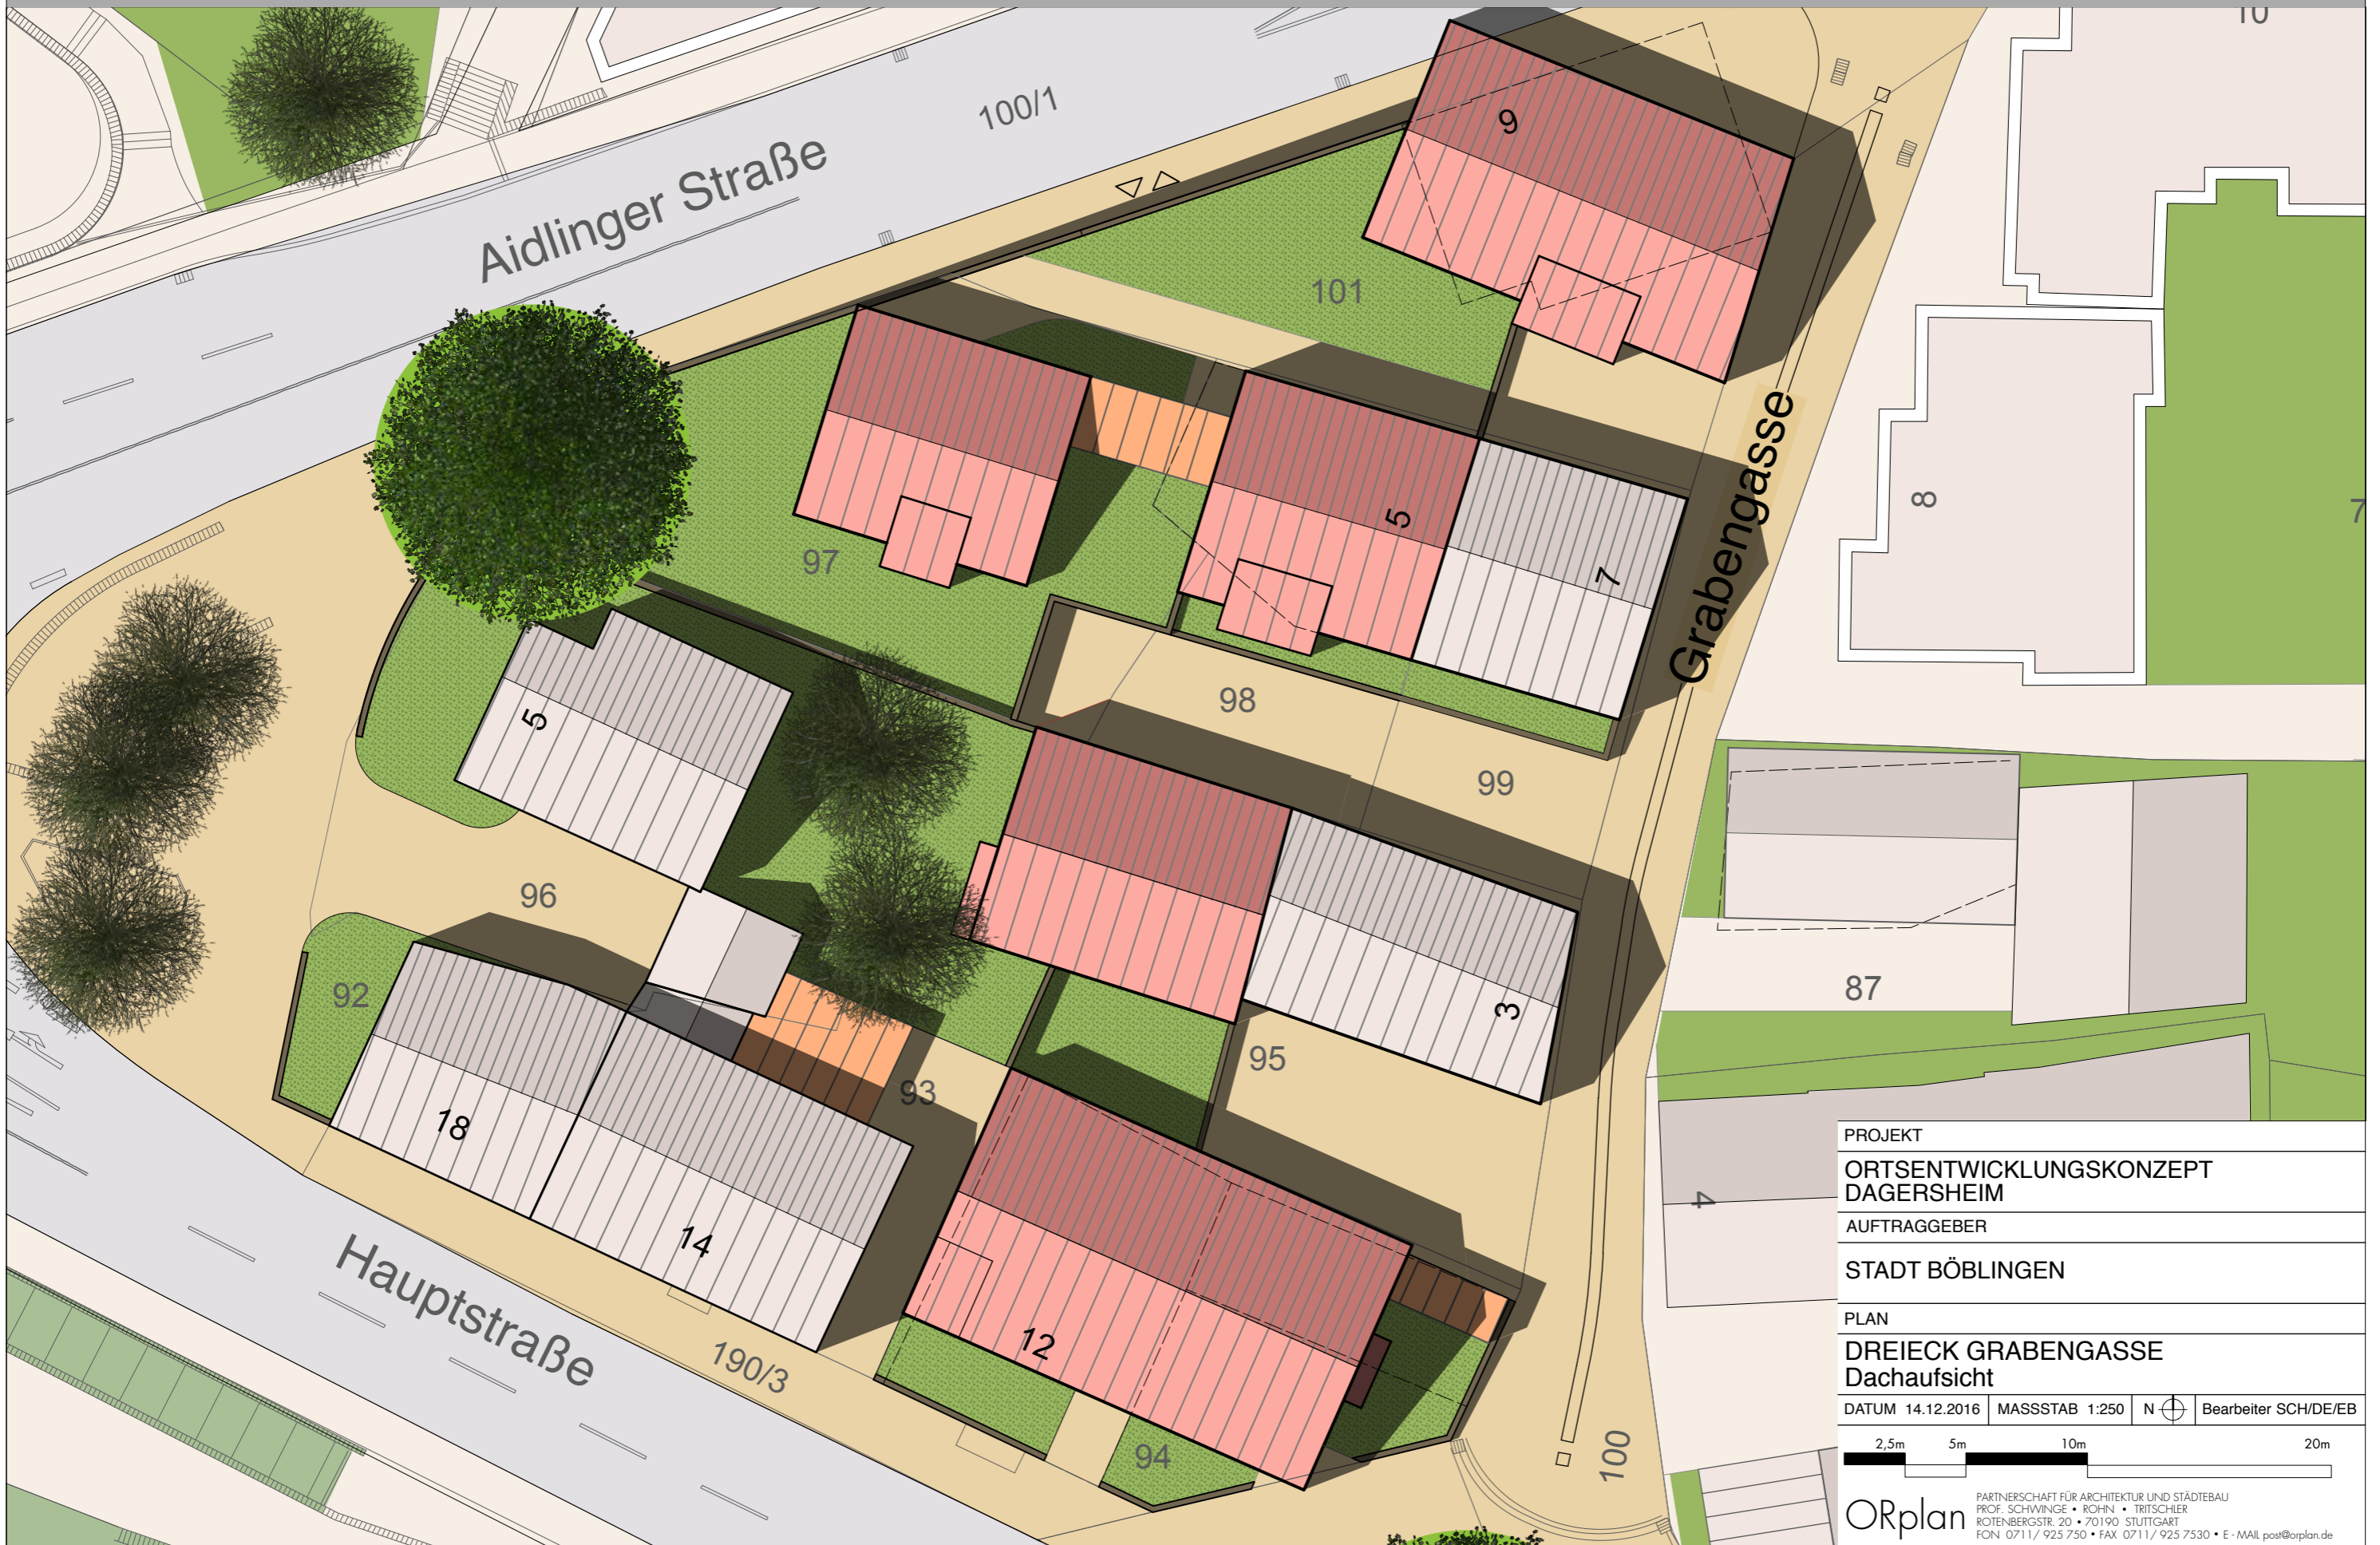 10
100/1
Aidlinger Straße
9
101
5
7
8
7
Grabengasse
97
98
99
5
96
3
87
92
95
93
18
14
4
12
Hauptstraße
190/3
94
100
PROJEKT
ORTSENTWICKLUNGSKONZEPT
DAGERSHEIM
AUFTRAGGEBER
STADT BÖBLINGEN
PLAN
DREIECK GRABENGASSE
Dachaufsicht
DATUM 14.12.2016 MASSSTAB 1:250 N Bearbeiter SCH/DE/EB
2,5m 5m 10m 20m
ORplan
PARTNERSCHAFT FÜR ARCHITEKTUR UND STÄDTEBAU
PROF. SCHWINGE • ROHN • TRITSCHLER
ROTENBERGSTR. 20 • 70190 STUTTGART
FON 0711/ 925 750 • FAX 0711/ 925 7530 • E - MAIL post@orplan.de